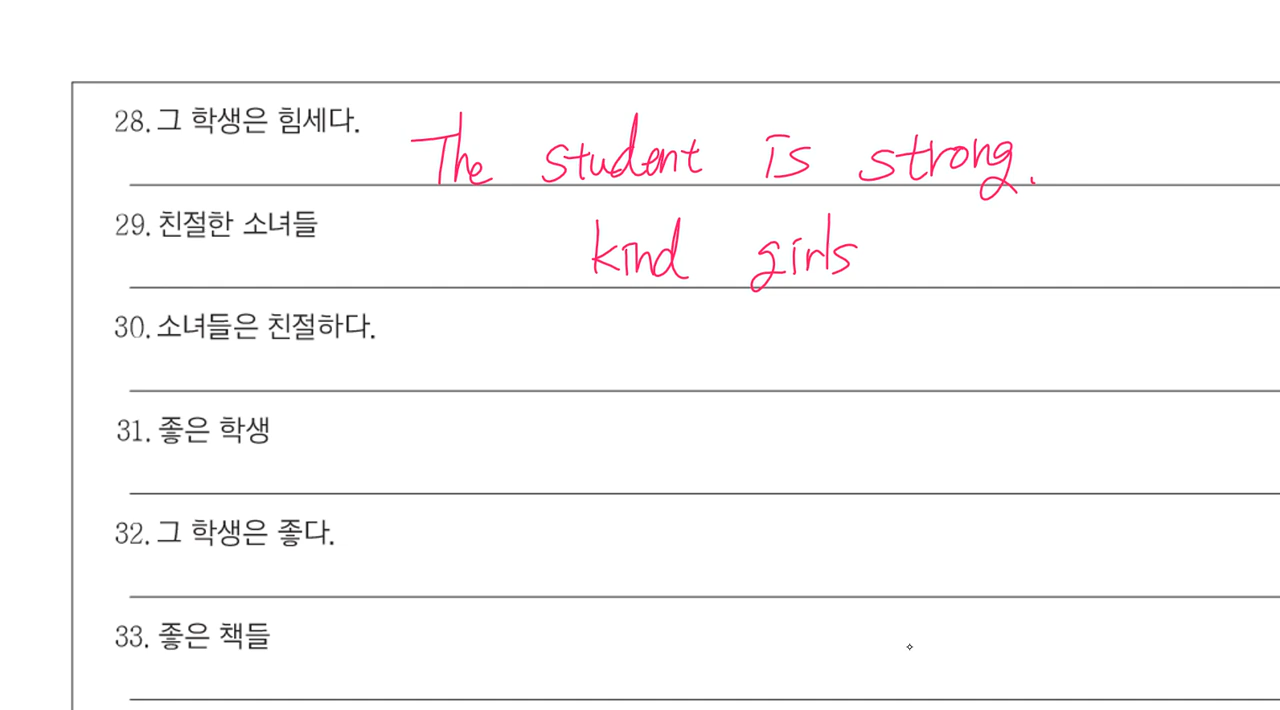 28. 그 학생은 힘세다.
The student is strong.
29. 친절한 소녀들
kind girls
30. 소녀들은 친절하다.
31. 좋은 학생
32. 그 학생은 좋다.
33. 좋은 책들